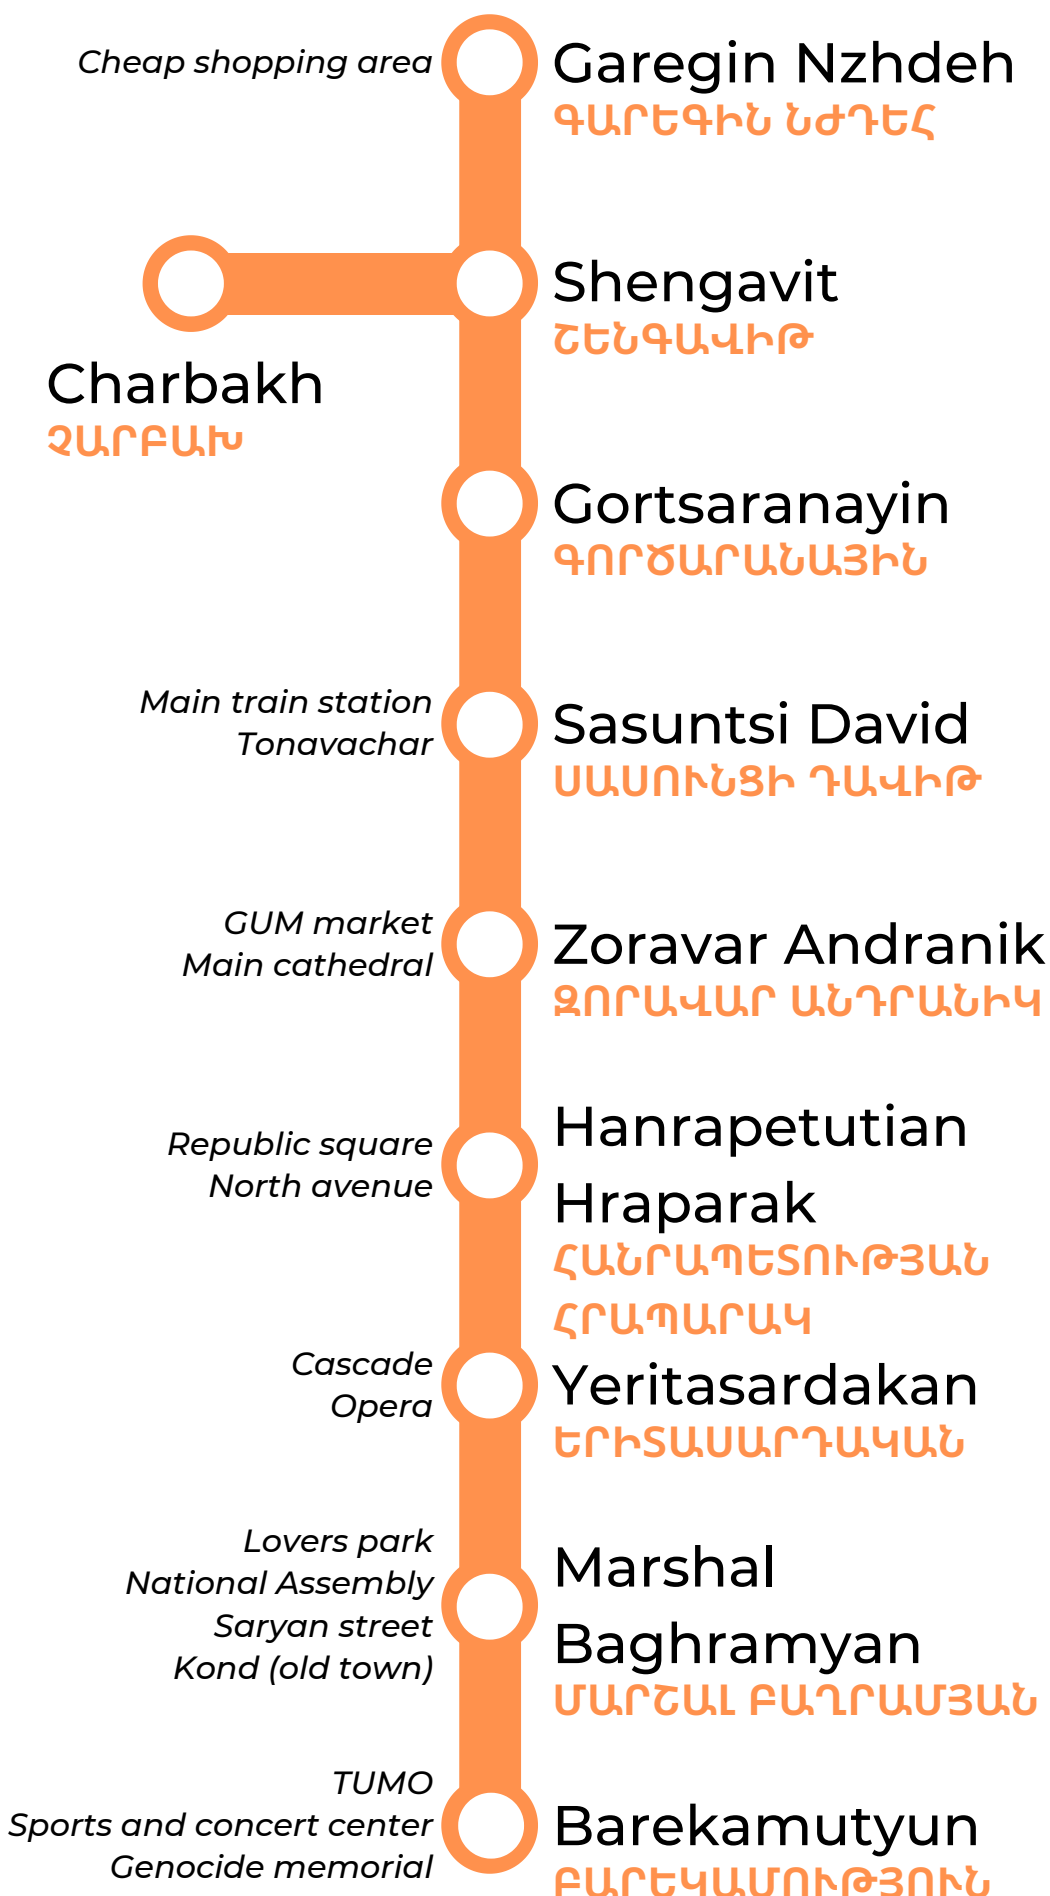 Cheap shopping area
Garegin Nzhdeh
ԳԱՐԵԳԻՆ ՆԺԴԵՀ
Shengavit
ՇԵՆԳԱՎԻԹ
Charbakh
ՉԱՐԲԱԽ
Gortsaranayin
ԳՈՐԾԱՐԱՆԱՅԻՆ
Main train station
Tonavachar
Sasuntsi David
ՍԱՍՈՒՆՑԻ ԴԱՎԻԹ
GUM market
Main cathedral
Zoravar Andranik
ԶՈՐԱՎԱՐ ԱՆԴՐԱՆԻԿ
Republic square
North avenue
Hanrapetutian
Hraparak
ՀԱՆՐԱՊԵՏՈՒԹՅԱՆ
ՀՐԱՊԱՐԱԿ
Cascade
Opera
Yeritasardakan
ԵՐԻՏԱՍԱՐԴԱԿԱՆ
Lovers park
National Assembly
Saryan street
Kond (old town)
Marshal
Baghramyan
ՄԱՐՇԱԼ ԲԱՂՐԱՄՅԱՆ
TUMO
Sports and concert center
Genocide memorial
Barekamutyun
ԲԱՐԵԿԱՄՈՒԹՅՈՒՆ